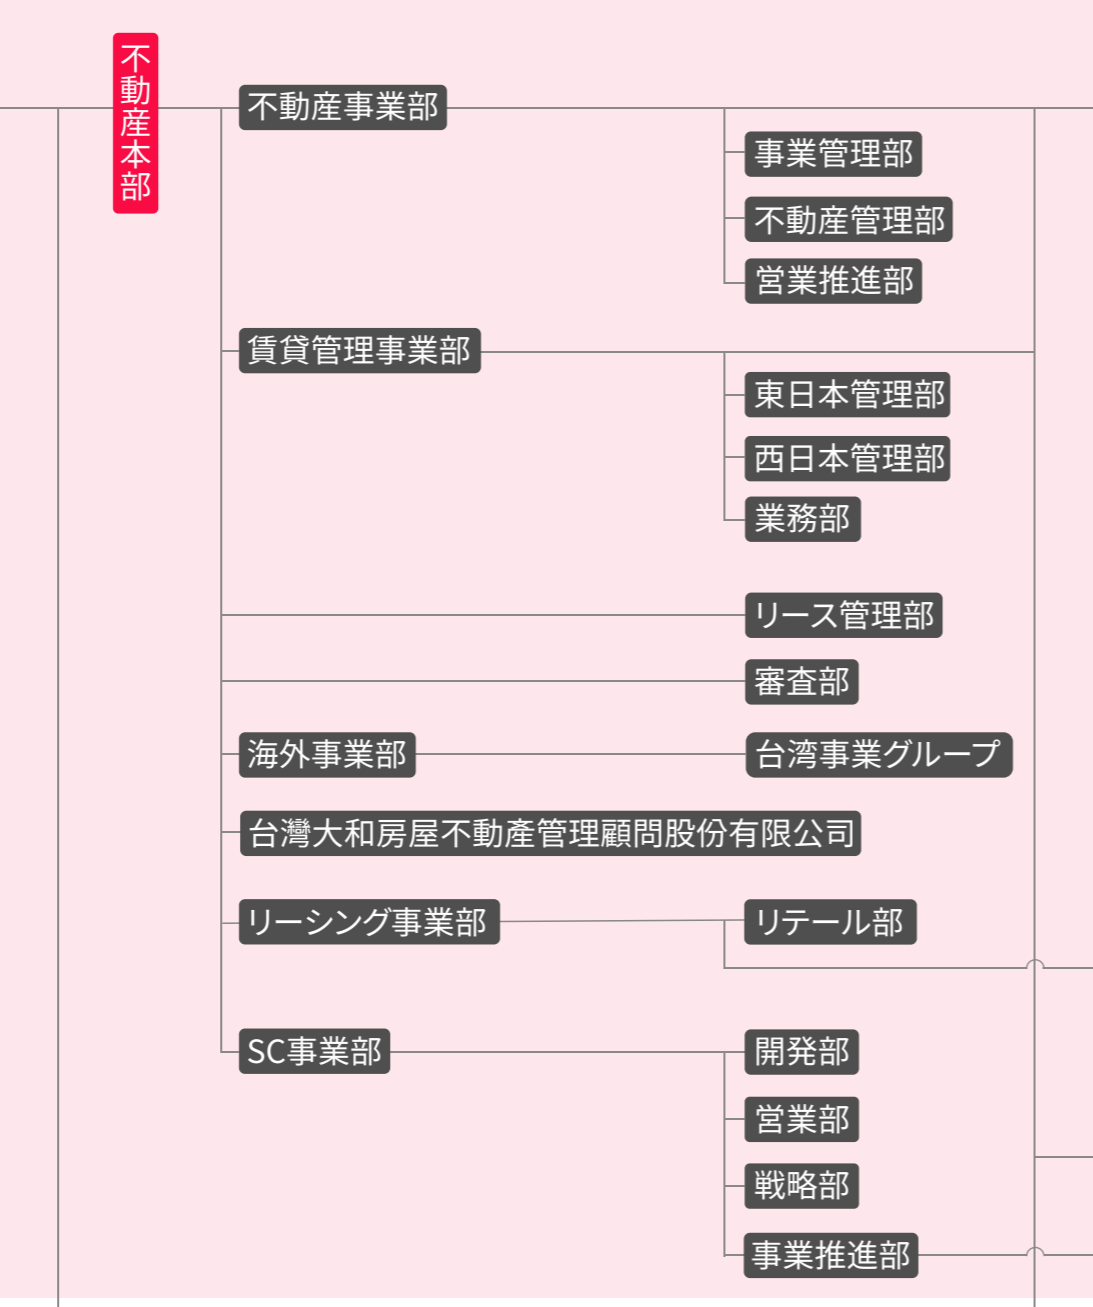 不動産本部
不動産事業部
事業管理部
不動産管理部
営業推進部
賃貸管理事業部
東日本管理部
西日本管理部
業務部
リース管理部
審査部
海外事業部
台湾事業グループ
台灣大和房屋不動產管理顧問股份有限公司
リーシング事業部
リテール部
SC事業部
開発部
営業部
戦略部
事業推進部